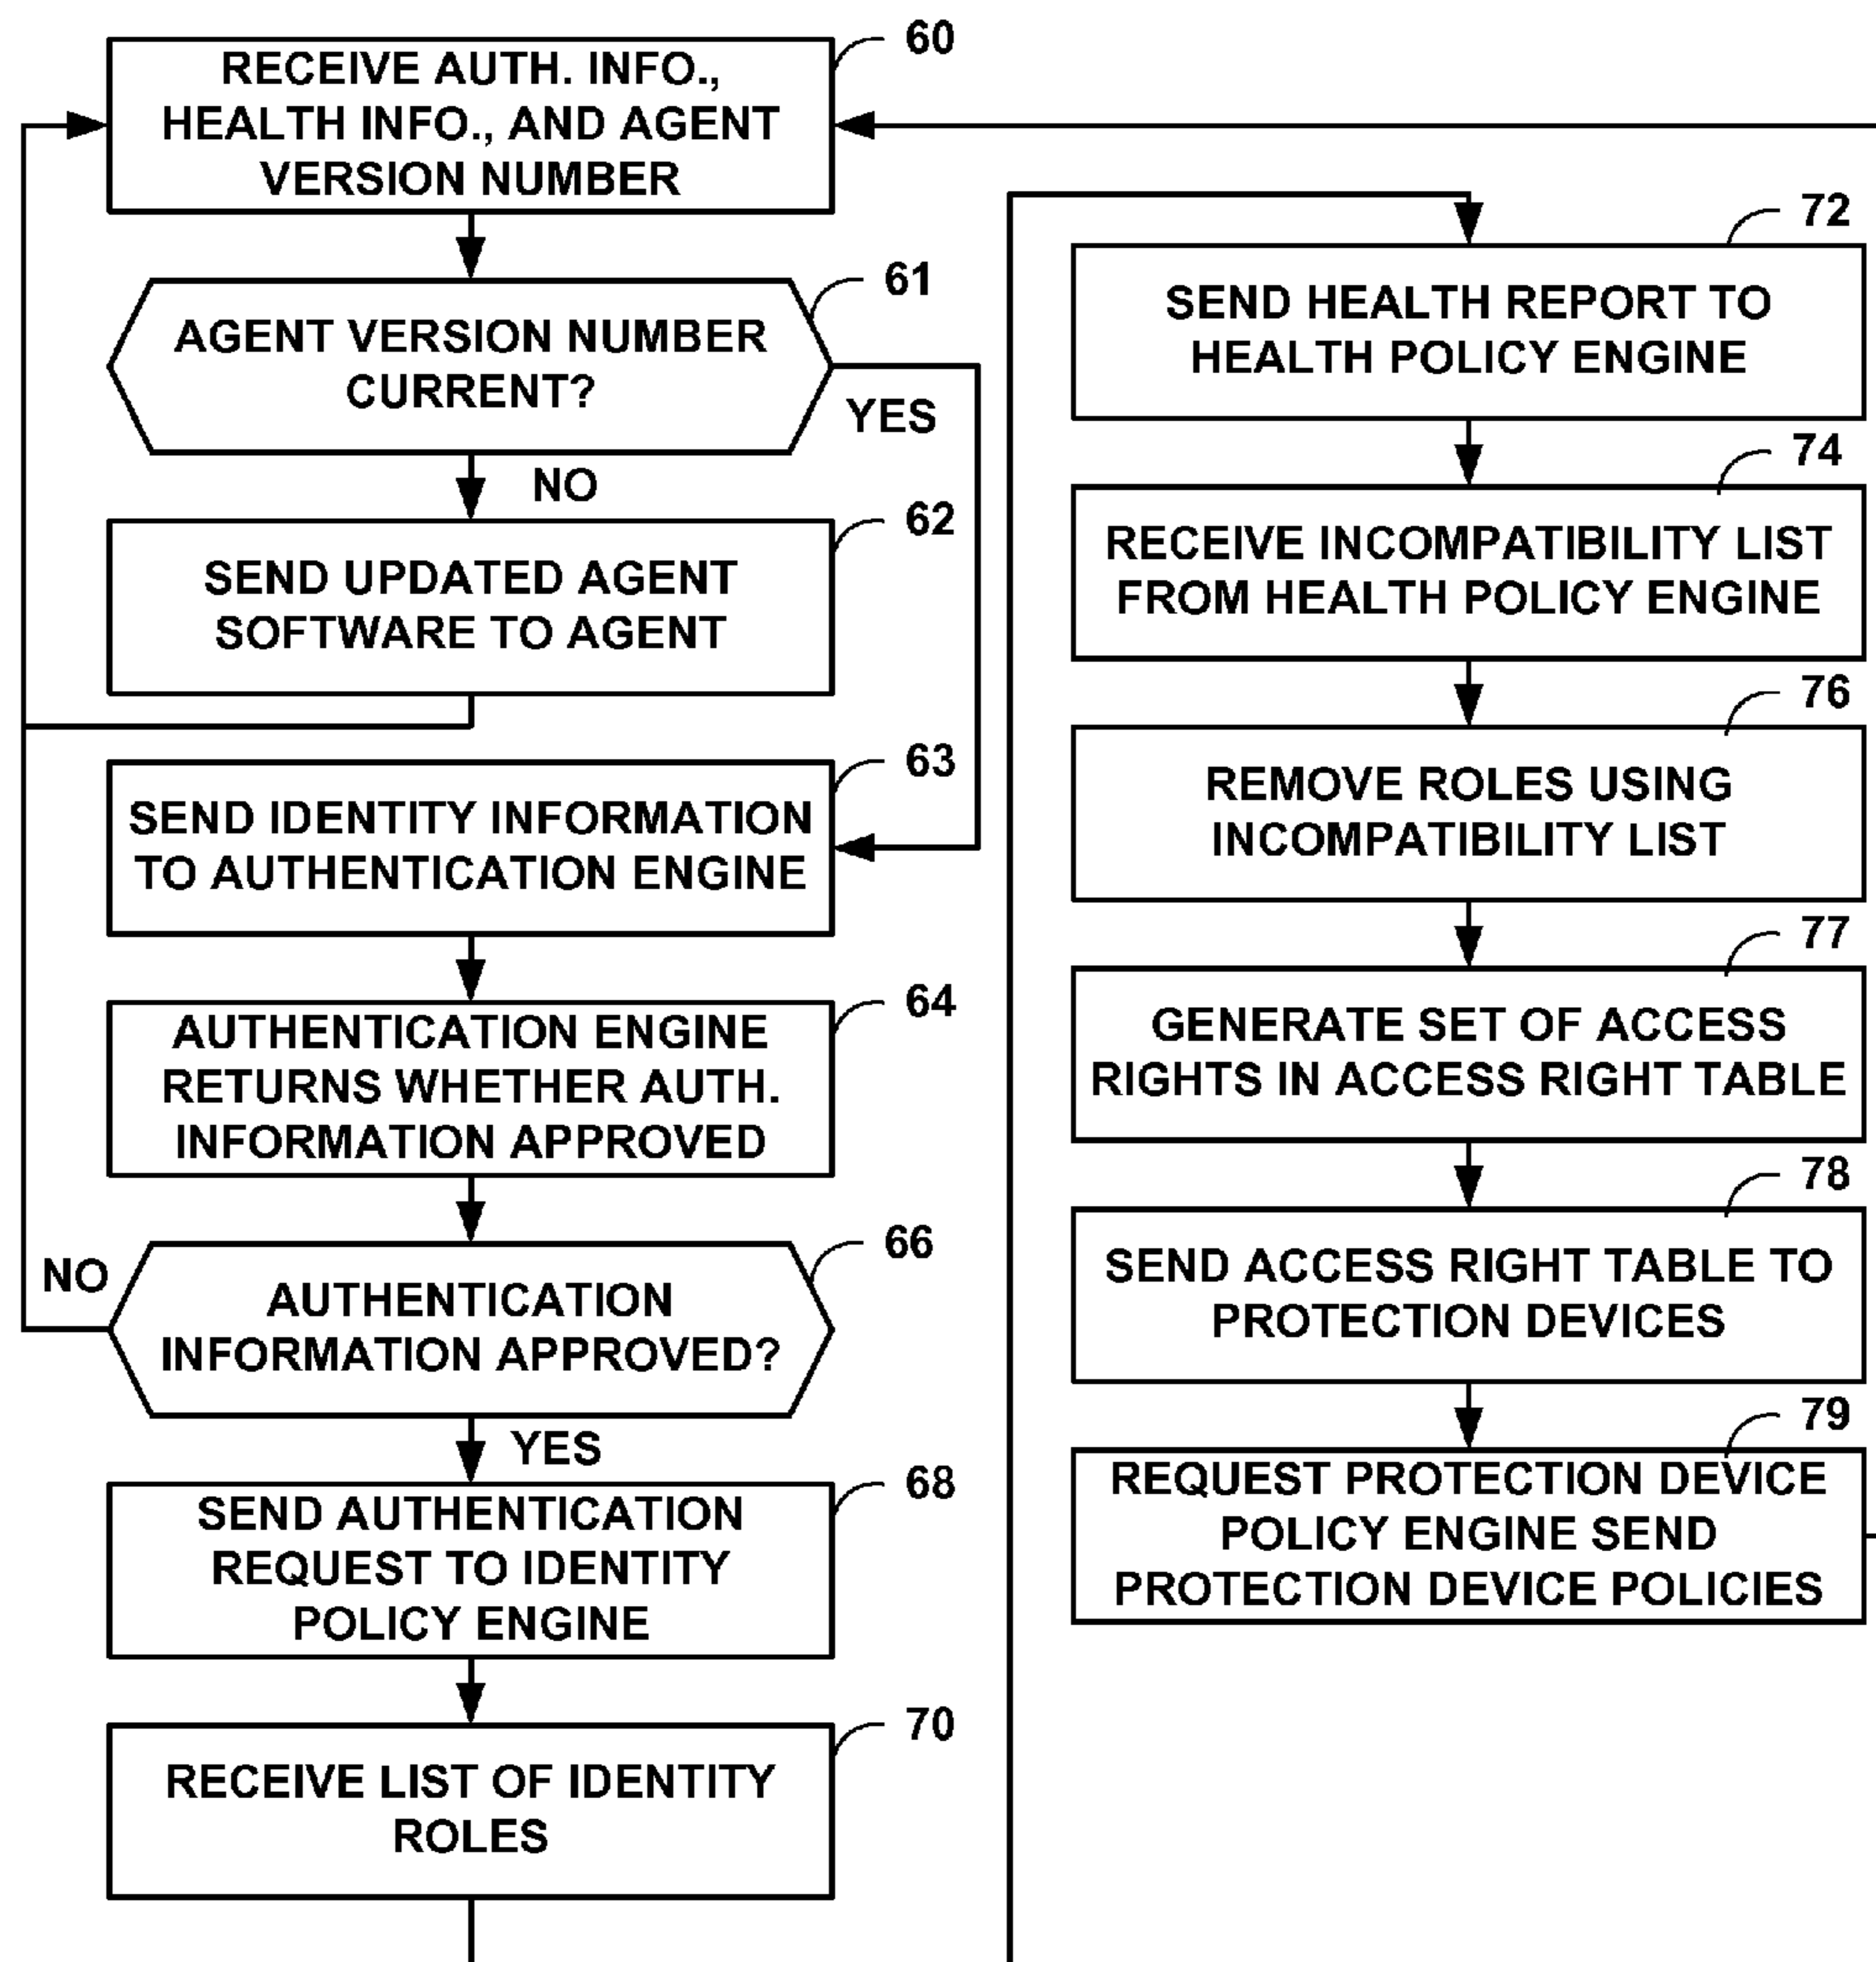 60
RECEIVE AUTH. INFO.,
HEALTH INFO., AND AGENT
VERSION NUMBER
61
AGENT VERSION NUMBER
CURRENT?
YES
NO
62
SEND UPDATED AGENT
SOFTWARE TO AGENT
63
SEND IDENTITY INFORMATION
TO AUTHENTICATION ENGINE
64
AUTHENTICATION ENGINE
RETURNS WHETHER AUTH.
INFORMATION APPROVED
66
NO
AUTHENTICATION
INFORMATION APPROVED?
YES
68
SEND AUTHENTICATION
REQUEST TO IDENTITY
POLICY ENGINE
70
RECEIVE LIST OF IDENTITY
ROLES
72
SEND HEALTH REPORT TO
HEALTH POLICY ENGINE
74
RECEIVE INCOMPATIBILITY LIST
FROM HEALTH POLICY ENGINE
76
REMOVE ROLES USING
INCOMPATIBILITY LIST
77
GENERATE SET OF ACCESS
RIGHTS IN ACCESS RIGHT TABLE
78
SEND ACCESS RIGHT TABLE TO
PROTECTION DEVICES
79
REQUEST PROTECTION DEVICE
POLICY ENGINE SEND
PROTECTION DEVICE POLICIES